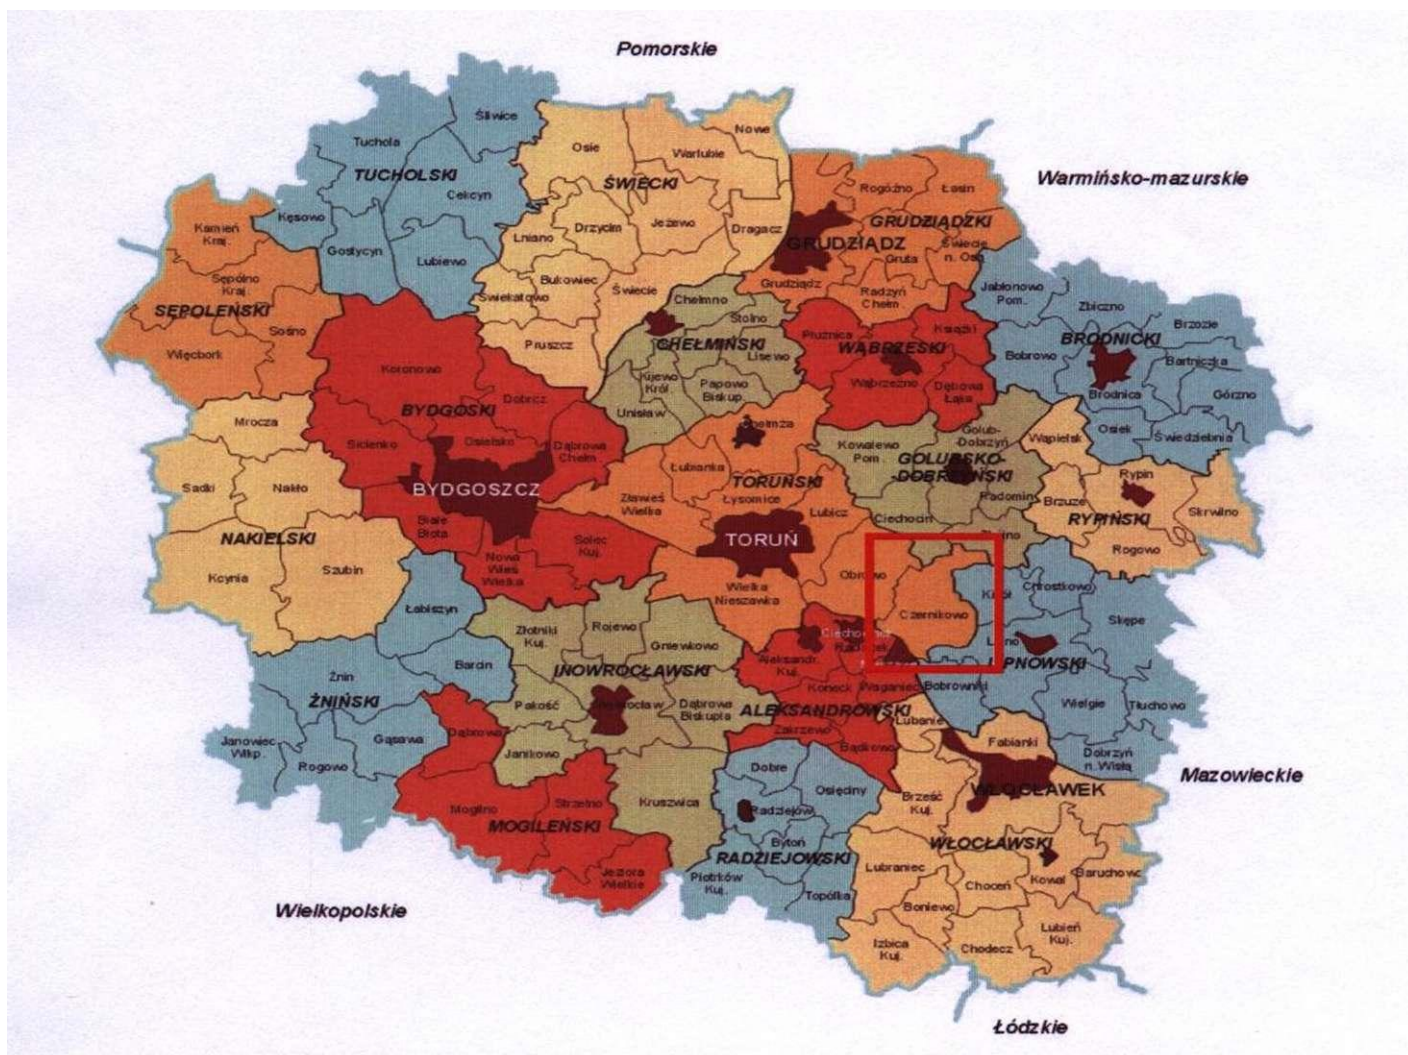 Pomorskie
Śliwice
Nowe
Tuchola
Osie
Warlubie
TUCHOLSKI
ŚWIECKI
Warmińsko-mazurskie
Cekcyn
Rogóźno
Łasin
Kęsowo
Kamień
Kraj.
Drzycim
Jeżewo
Dragacz
GRUDZIĄDZKI
Lniano
GRUDZIĄDZ
Świecie
n. Osą
Gostycyn
Lubiewo
Gruta
Sępólno
Kraj.
Bukowiec
Świecie
Grudziądz
Radzyń
Chełm
Jabłonowo
Pom.
Świekatowo
Chełmno
Zbiczno
SĘPOLEŃSKI
Sośno
Stolno
Płużnica
Książki
Brzozie
Więcbork
Pruszcz
CHEŁMIŃSKI
Lisewo
WĄBRZESKI
BRODNICKI
Bobrowo
Bartniczka
Koronowo
Kijewo
Król.
Papowo
Biskup.
Wąbrzeźno
Dębowa
Łąka
Brodnica
Górzno
Dobrcz
BYDGOSKI
Unisław
Mrocza
Chełmża
Golub-
Dobrzyń
Osiek
Świedziebnia
Sicienko
Osielsko
Dąbrowa
Chełm
Kowalewo
Pom.
Wąpielsk
Łubianka
GOLUBSKO-
DOBRZYŃSKI
Rypin
Sadki
Nakło
BYDGOSZCZ
TORUŃSKI
Łysomice
Zławieś
Wielka
Radomin
Brzuze
Lubicz
Skrwilno
Białe
Błota
Ciechocin
RYPIŃSKI
NAKIELSKI
Solec
Kuj.
TORUŃ
Rogowo
Nowa
Wieś
Wielka
Kcynia
Szubin
Obrowo
Wielka
Nieszawka
Chrostkowo
Łabiszyn
Czernikowo
Skępe
Złotniki
Kuj.
Rojewo
Gniewkowo
Barcin
Aleksandr.
Kuj.
LIPNOWSKI
Żnin
INOWROCŁAWSKI
Koneck
Waganiec
Bobrowniki
ŻNIŃSKI
Pakość
Dąbrowa
Biskupia
ALEKSANDROWSKI
Wielgie
Tłuchowo
Lubanie
Janowiec
Wlkp.
Gąsawa
Dąbrowa
Zakrzewo
Bądkowo
Fabianki
Janikowo
Dobrzyń
n. Wisłą
Rogowo
Dobre
Mazowieckie
Osięciny
WŁOCŁAWEK
Mogilno
Strzelno
Kruszwica
Radziejów
Brześć
Kuj.
MOGILEŃSKI
Bytoń
WŁOCŁAWSKI
RADZIEJOWSKI
Lubraniec
Jeziora
Wielkie
Piotrków
Kuj.
Choceń
Kowal
Baruchowo
Topólka
Boniewo
Wielkopolskie
Izbica
Kuj.
Chodecz
Lubień
Kuj.
Łódzkie